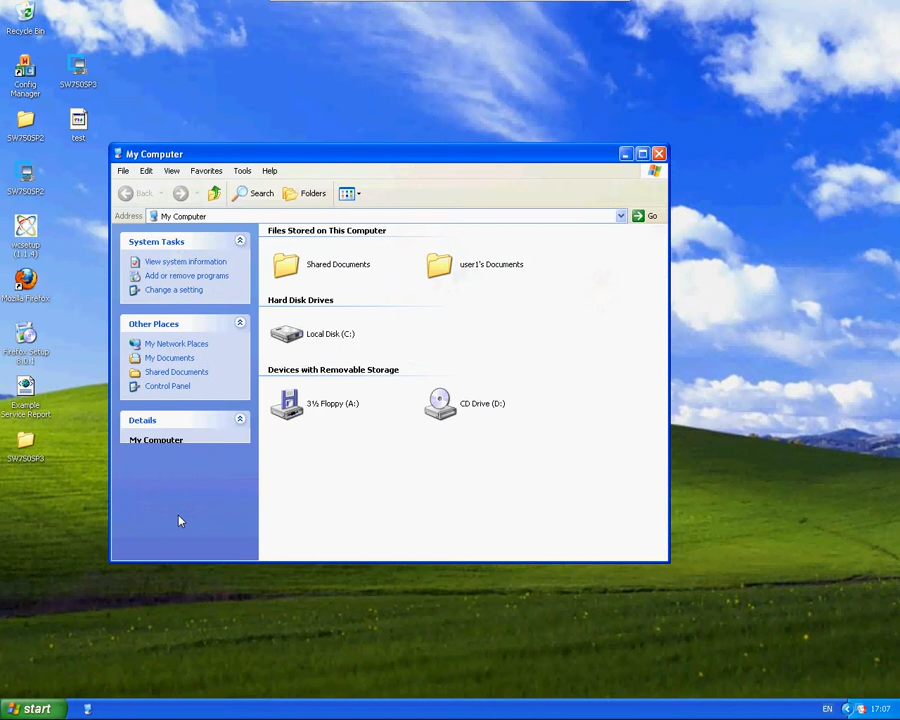 Recycle Bin
Config
Manager
SW750SP3
SW750SP2
test
SW750SP2
wcsetup
(1.1.4)
Mozilla Firefox
Firefox Setup
8.0.1
Example
Service Report
SW750SP3
My Computer
File Edit View Favorites Tools Help
Back Search Folders
Address My Computer Go
System Tasks
View system information
Add or remove programs
Change a setting
Other Places
My Network Places
My Documents
Shared Documents
Control Panel
Details
My Computer
Files Stored on This Computer
Shared Documents user1's Documents
Hard Disk Drives
Local Disk (C:)
Devices with Removable Storage
3½ Floppy (A:) CD Drive (D:)
start EN 17:07